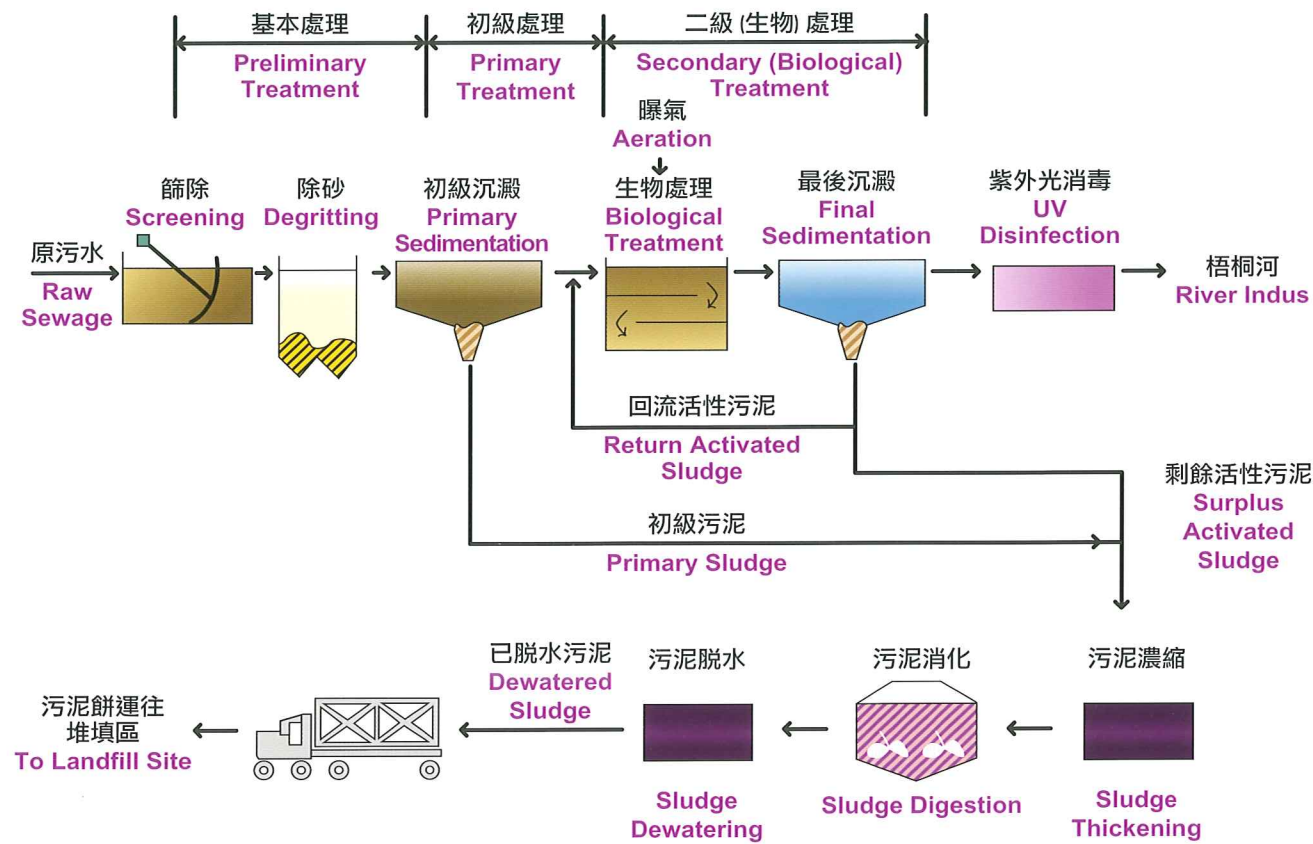 基本處理
Preliminary
Treatment
初級處理
Primary
Treatment
二級 (生物) 處理
Secondary (Biological)
Treatment
曝氣
Aeration
原污水
Raw
Sewage
篩除
Screening
除砂
Degritting
初級沉澱
Primary
Sedimentation
生物處理
Biological
Treatment
最後沉澱
Final
Sedimentation
紫外光消毒
UV
Disinfection
梧桐河
River Indus
回流活性污泥
Return Activated
Sludge
初級污泥
Primary Sludge
剩餘活性污泥
Surplus
Activated
Sludge
污泥濃縮
Sludge
Thickening
污泥消化
Sludge Digestion
污泥脱水
Sludge
Dewatering
已脱水污泥
Dewatered
Sludge
污泥餅運往
堆填區
To Landfill Site